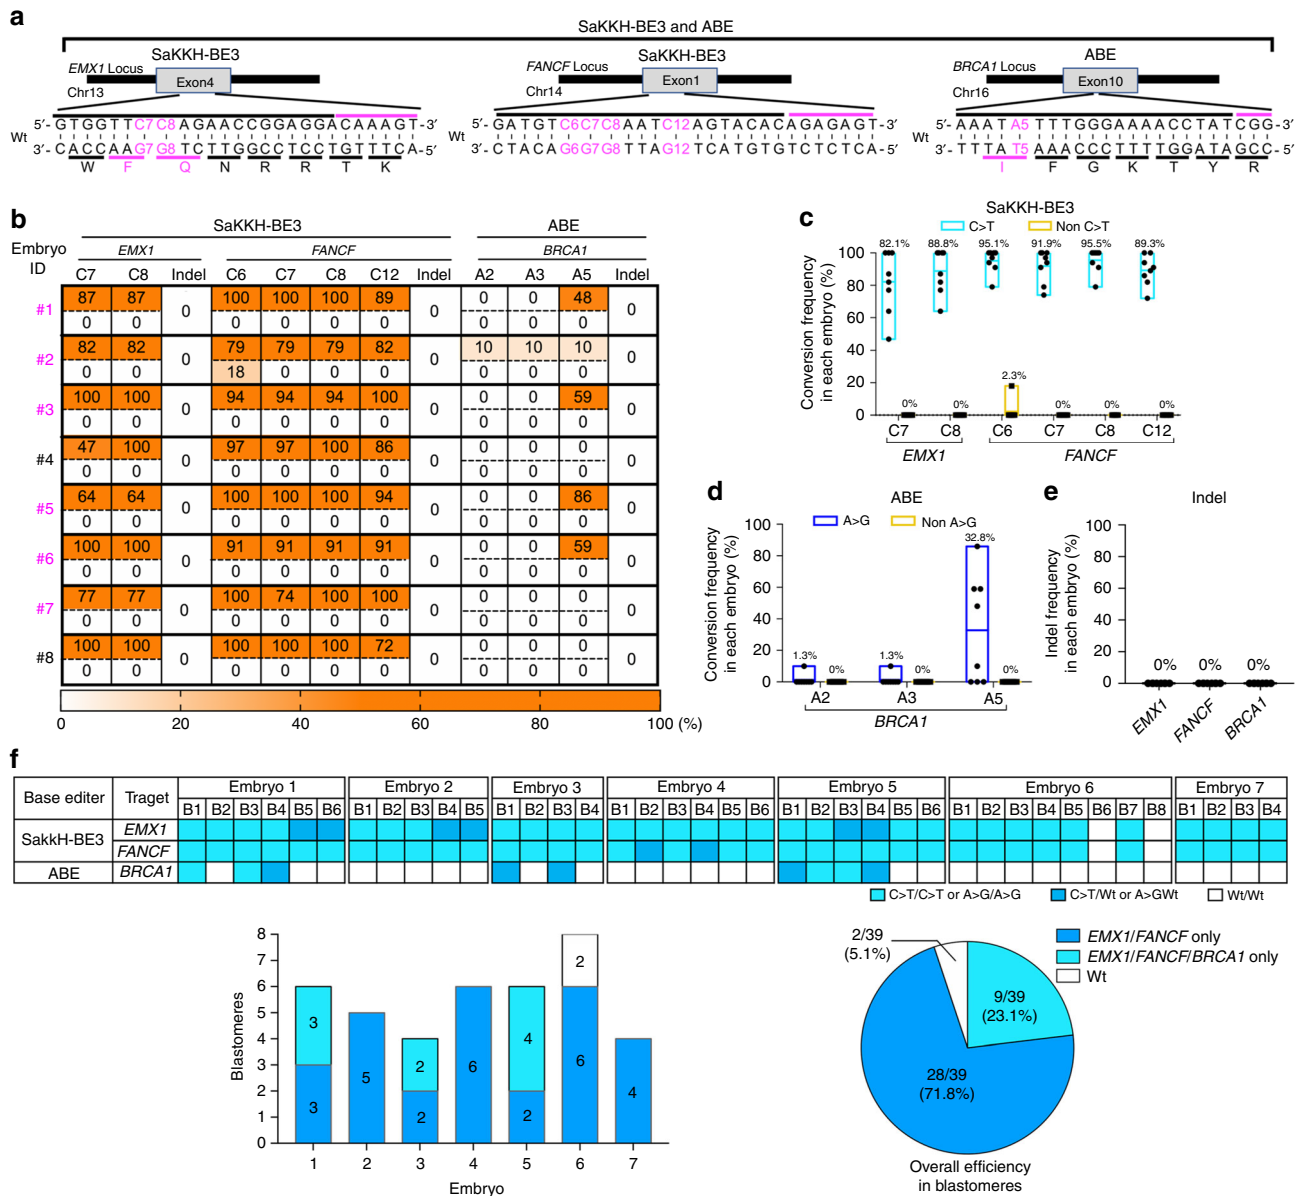 a
SaKKH-BE3 and ABE
SaKKH-BE3
EMX1 Locus
Exon4
Chr13
5′-GTGGTTC7C8AGAACCGGAGGACAAAGT-3′
Wt
3′-CACCAAG7G8TCTTGGCCTCCTGTTTCA-5′
W F Q N R R T K
SaKKH-BE3
FANCF Locus
Exon1
Chr14
5′-GATGTC6C7C8AATC12AGTACACAGAGAGT-3′
Wt
3′-CTACAG6G7G8TTAG12TCATGTGTCTCTCA-5′
ABE
BRCA1 Locus
Exon10
Chr16
5′-AAATA5TTTGGGAAAACCTATCGG-3′
Wt
3′-TTTAT5AAACCCTTTTGGATAGCC-5′
I F G K T Y R
b
SaKKH-BE3 ABE
Embryo ID
EMX1 FANCF BRCA1
C7 C8 Indel C6 C7 C8 C12 Indel A2 A3 A5 Indel
#1 87 87 0 100 100 100 89 0 0 0 48 0
0 0 0 0 0 0 0 0 0
#2 82 82 0 79 79 79 82 0 10 10 10 0
0 0 18 0 0 0
#3 100 100 0 94 94 94 100 0 0 0 59 0
0 0 0 0 0 0 0 0 0
#4 47 100 0 97 97 100 86 0 0 0 0 0
0 0 0 0 0 0 0 0 0
#5 64 64 0 100 100 100 94 0 0 0 86 0
0 0 0 0 0 0 0 0 0
#6 100 100 0 91 91 91 91 0 0 0 59 0
0 0 0 0 0 0 0 0 0
#7 77 77 0 100 74 100 100 0 0 0 0 0
0 0 0 0 0 0 0 0 0
#8 100 100 0 100 100 100 72 0 0 0 0 0
0 0 0 0 0 0 0 0 0
0 20 40 60 80 100 (%)
c
SaKKH-BE3
C>T Non C>T
82.1% 88.8% 95.1% 91.9% 95.5% 89.3%
Conversion frequency
in each embryo (%)
100
80
60
40
20
0
0% 0% 2.3% 0% 0% 0%
C7 C8 C6 C7 C8 C12
EMX1 FANCF
d
ABE
A>G Non A>G
Conversion frequency
in each embryo (%)
100
80
60
40
20
0
1.3% 0% 1.3% 0% 32.8% 0%
A2 A3 A5
BRCA1
e
Indel
Indel frequency
in each embryo (%)
100
80
60
40
20
0
0% 0% 0%
EMX1 FANCF BRCA1
f
Base editer Traget Embryo 1 Embryo 2 Embryo 3 Embryo 4 Embryo 5 Embryo 6 Embryo 7
B1 B2 B3 B4 B5 B6 B1 B2 B3 B4 B5 B1 B2 B3 B4 B1 B2 B3 B4 B5 B6 B1 B2 B3 B4 B5 B6 B1 B2 B3 B4 B5 B6 B7 B8 B1 B2 B3 B4
SakkH-BE3 EMX1
FANCF
ABE BRCA1
C>T/C>T or A>G/A>G C>T/Wt or A>GWt Wt/Wt
Blastomeres
8
7
6
5
4
3
2
1
0
3 3 5 2 2 6 4 2 2 6 4
1 2 3 4 5 6 7
Embryo
2/39
(5.1%)
9/39
(23.1%)
28/39
(71.8%)
EMX1/FANCF only
EMX1/FANCF/BRCA1 only
Wt
Overall efficiency
in blastomeres